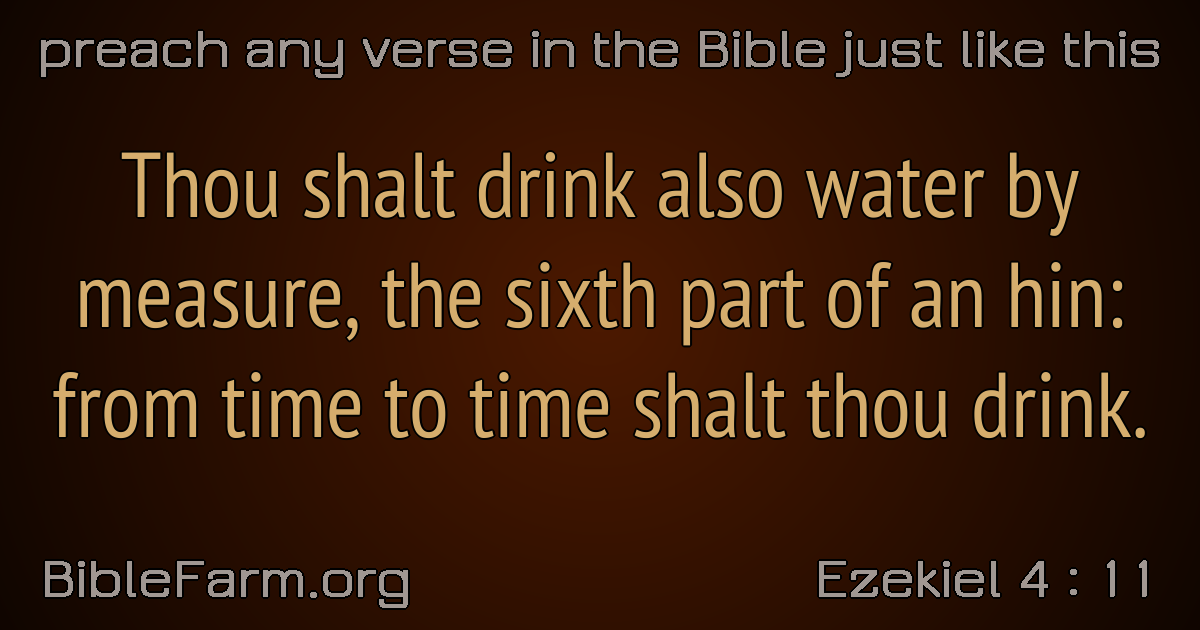 preach any verse in the Bible just like this
Thou shalt drink also water by
measure, the sixth part of an hin:
from time to time shalt thou drink.
BibleFarm.org
Ezekiel 4 : 11